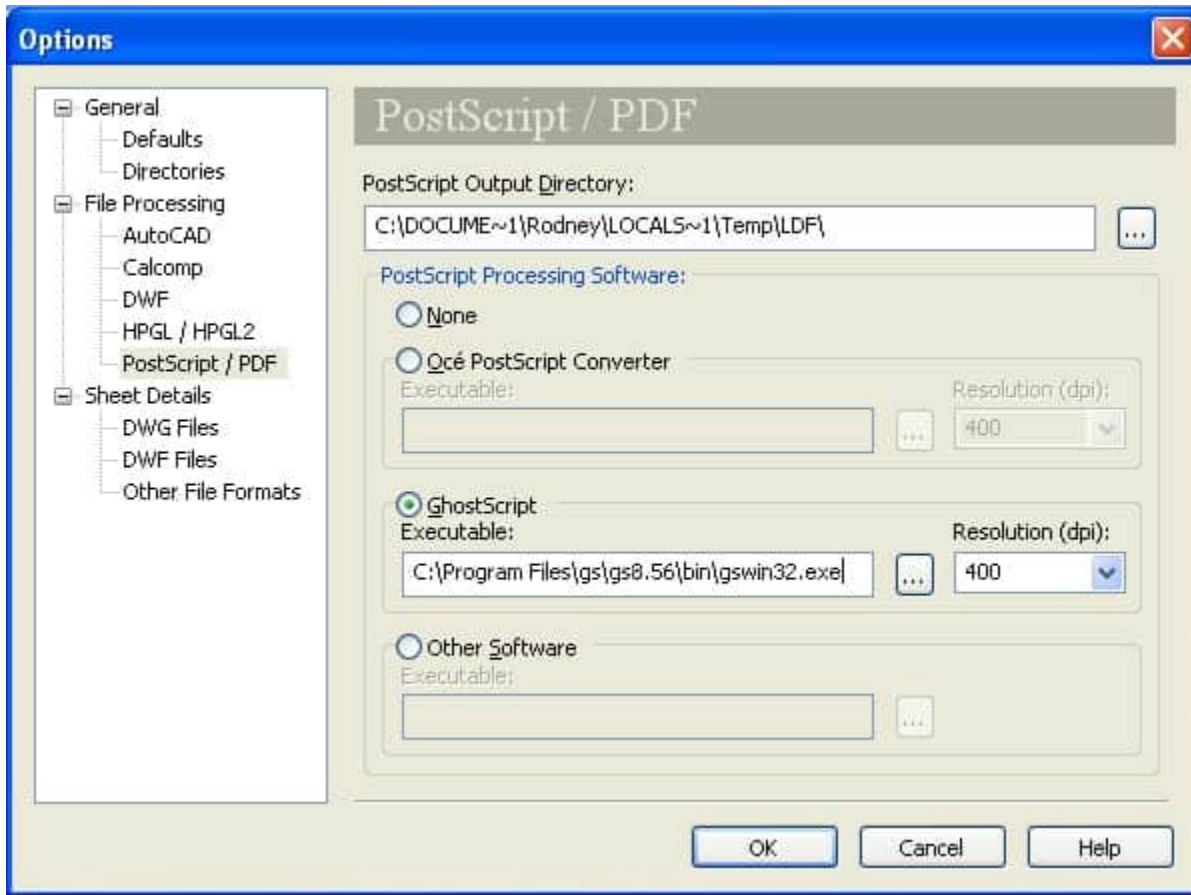 Options
General
Defaults
Directories
File Processing
AutoCAD
Calcomp
DWF
HPGL / HPGL2
PostScript / PDF
Sheet Details
DWG Files
DWF Files
Other File Formats
PostScript / PDF
PostScript Output Directory:
C:\DOCUME~1\Rodney\LOCALS~1\Temp\LDF\
...
PostScript Processing Software:
None
Océ PostScript Converter
Executable:
Resolution (dpi):
...
400
GhostScript
Executable:
Resolution (dpi):
C:\Program Files\gs\gs8.56\bin\gswin32.exe
...
400
Other Software
Executable:
...
OK
Cancel
Help